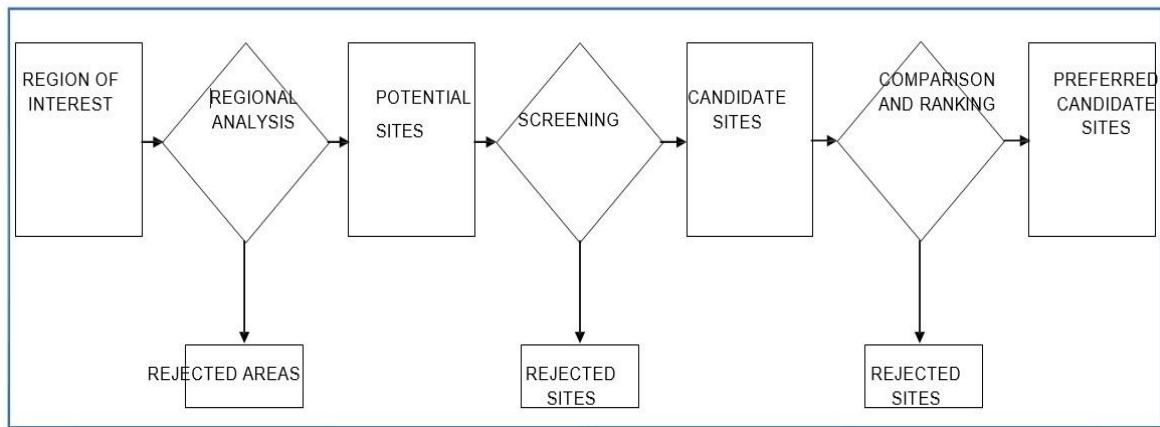 REGION OF
INTEREST
REGIONAL
ANALYSIS
POTENTIAL
SITES
SCREENING
CANDIDATE
SITES
COMPARISON
AND RANKING
PREFERRED
CANDIDATE
SITES
REJECTED AREAS
REJECTED
SITES
REJECTED
SITES